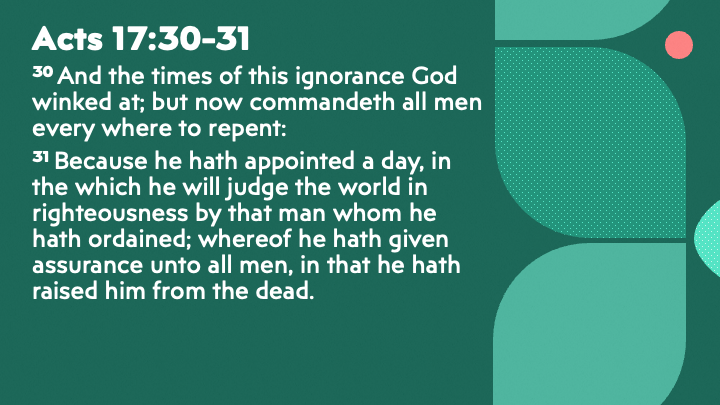 Acts 17:30-31
³⁰ And the times of this ignorance God
winked at; but now commandeth all men
every where to repent:
³¹ Because he hath appointed a day, in
the which he will judge the world in
righteousness by that man whom he
hath ordained; whereof he hath given
assurance unto all men, in that he hath
raised him from the dead.